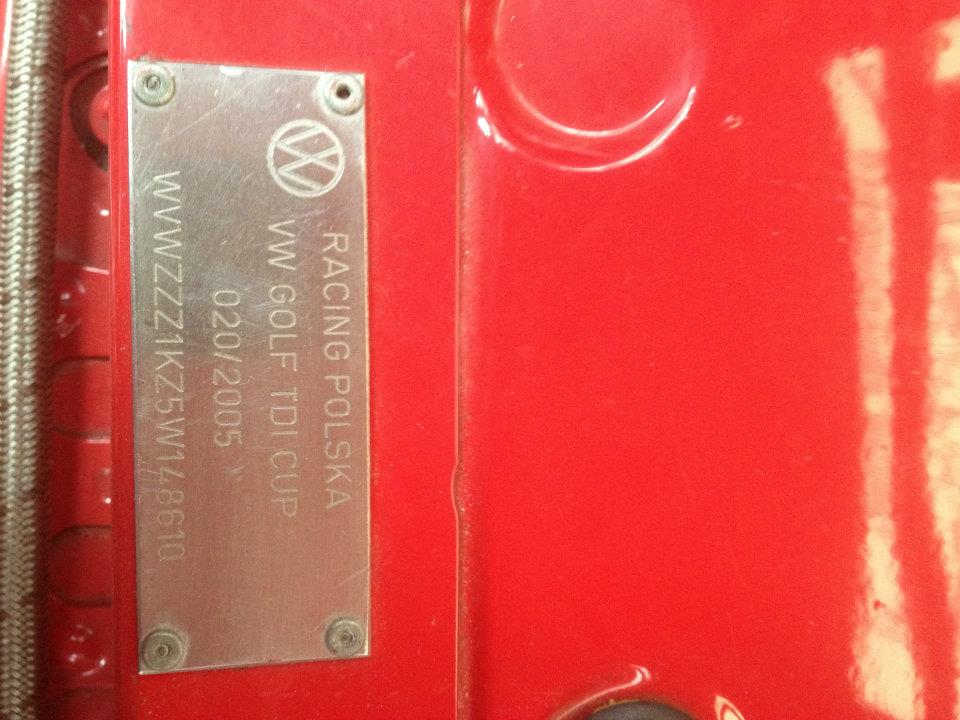 RACING POLSKA
VW GOLF TDI CUP
020/2005
WVWZZZ1KZ5W148610